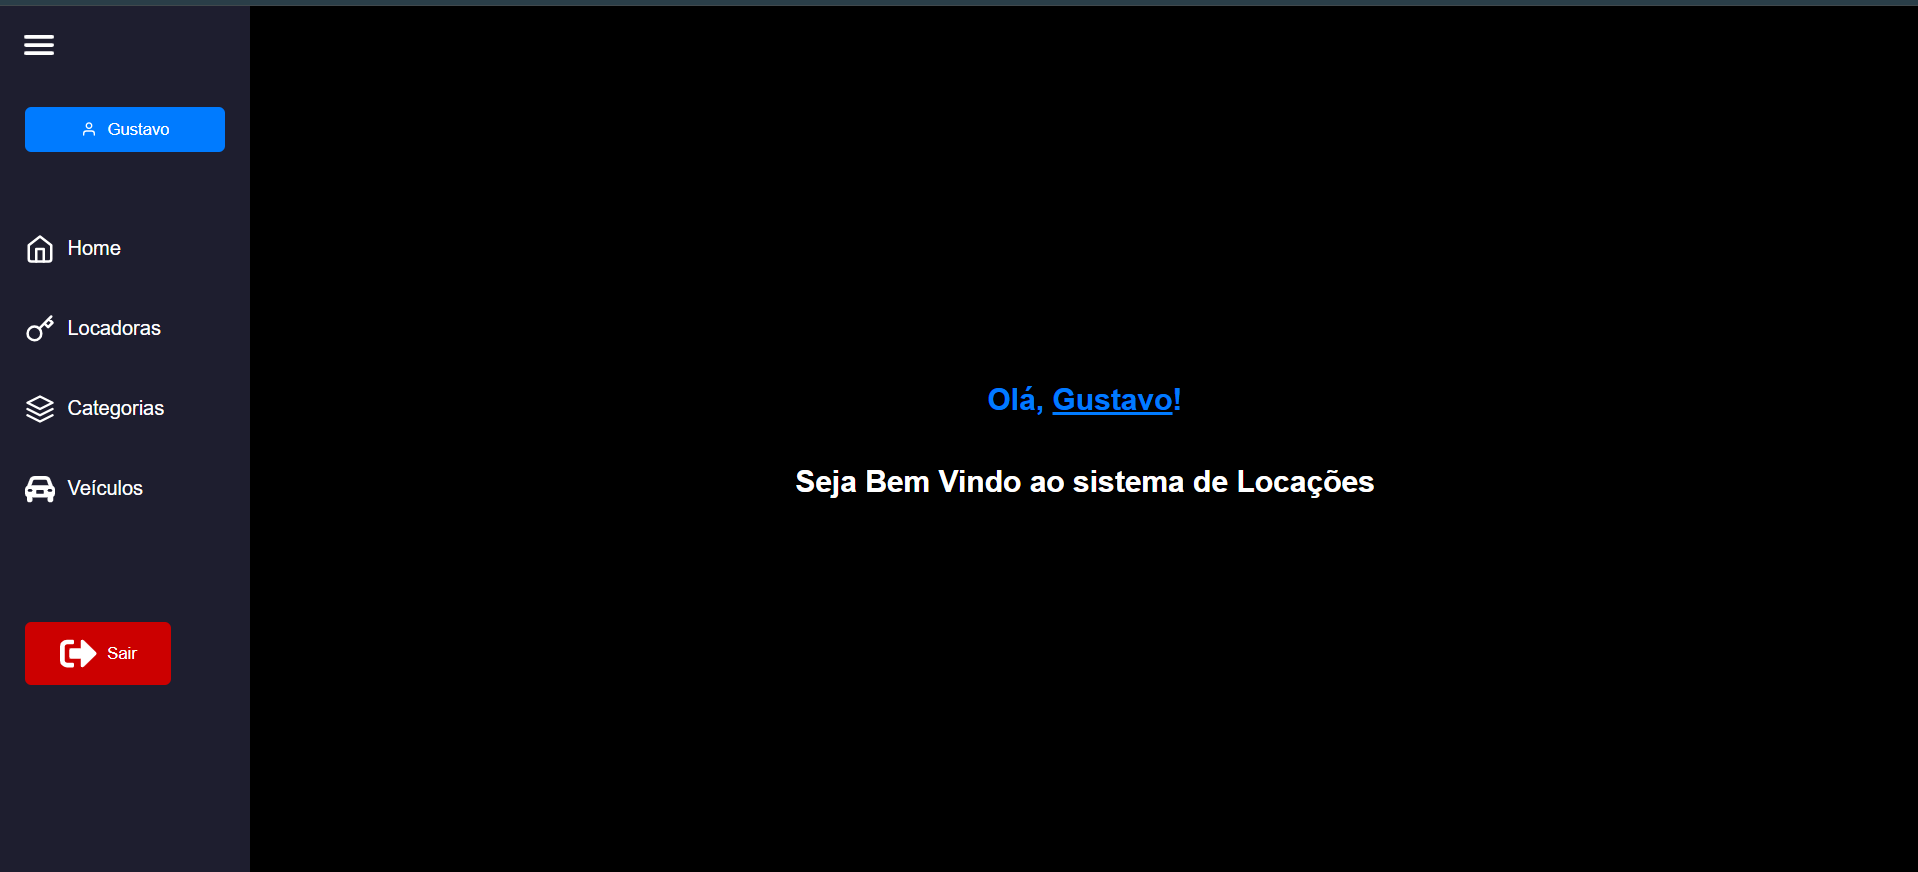 Gustavo
Home
Locadoras
Categorias
Veículos
Sair
Olá, Gustavo!
Seja Bem Vindo ao sistema de Locações